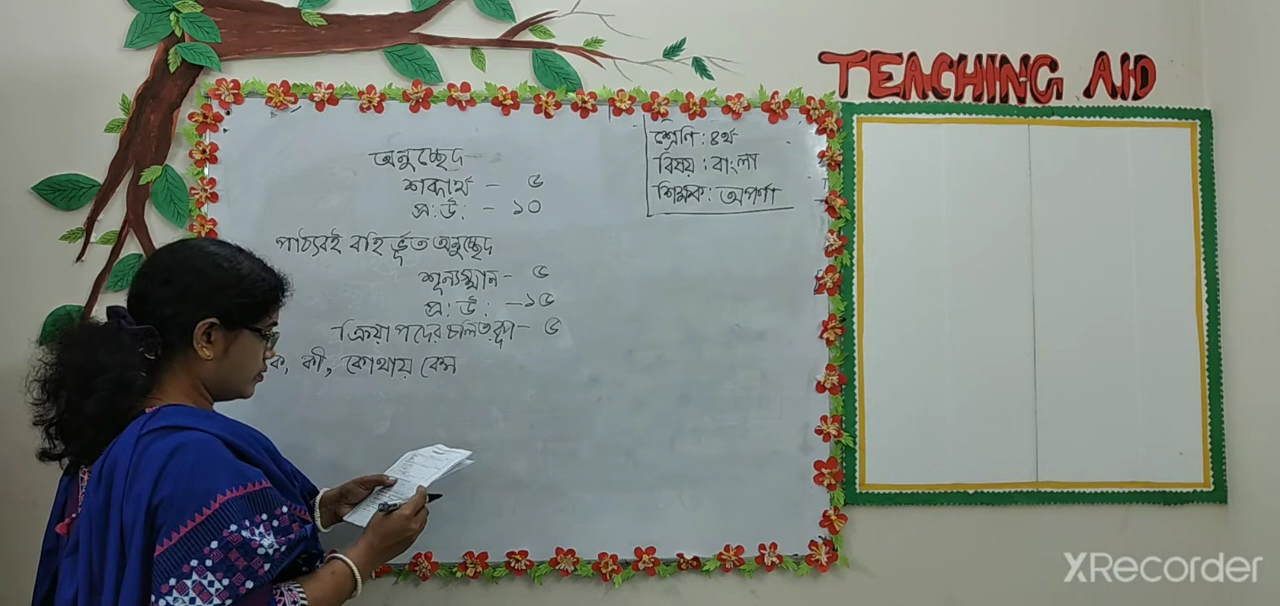 TEACHING AID
শ্রেণি : ৪র্থ
বিষয় : বাংলা
শিক্ষক : অপর্ণা
অনুচ্ছেদ
শব্দার্থ - ৫
প্র: উ: - ১০
পাঠ্যবই বহির্ভূত অনুচ্ছেদ
শূন্যস্থান - ৫
প্র: উ: - ১৫
ক্রিয়াপদের চলিতরূপ - ৫
কী, কোথায় কেন
XRecorder